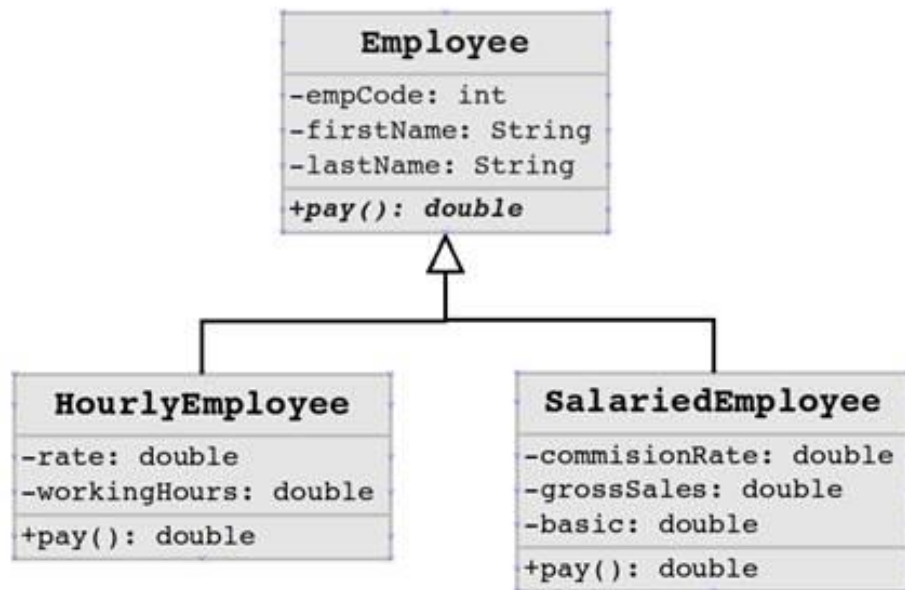 Employee
-empCode: int
-firstName: String
-lastName: String
+pay(): double
HourlyEmployee
-rate: double
-workingHours: double
+pay(): double
SalariedEmployee
-commisionRate: double
-grossSales: double
-basic: double
+pay(): double